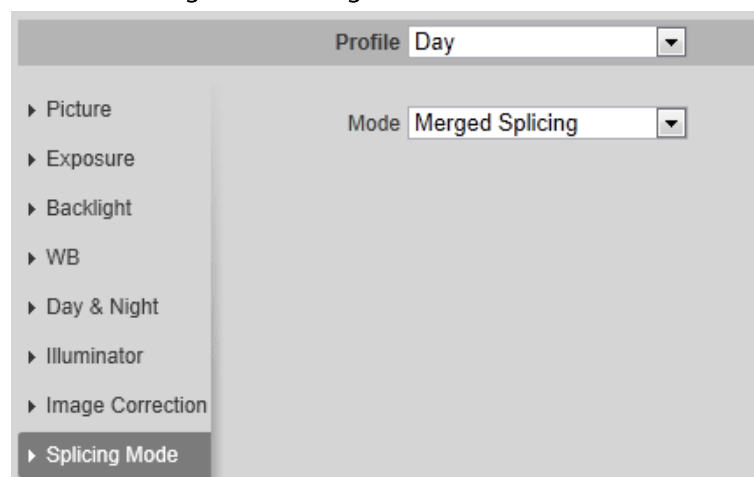 Profile Day
Mode Merged Splicing
Picture
Exposure
Backlight
WB
Day & Night
Illuminator
Image Correction
Splicing Mode